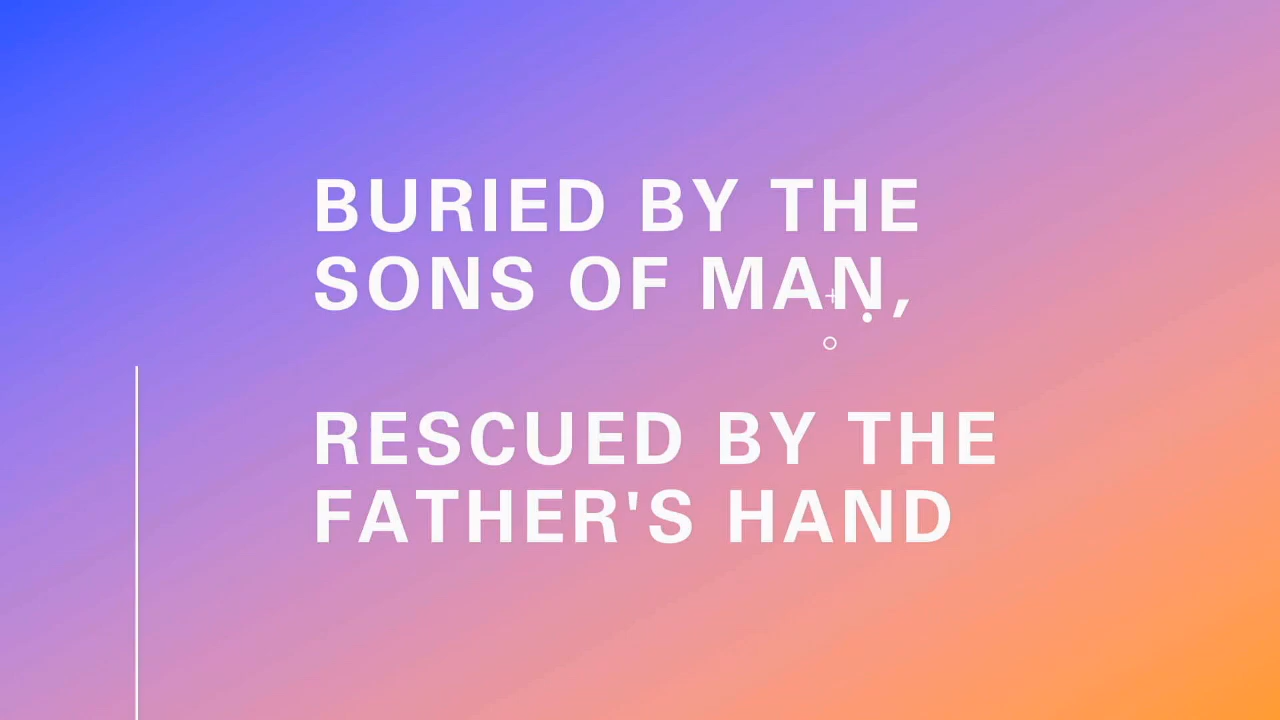 BURIED BY THE
SONS OF MAN,
RESCUED BY THE
FATHER'S HAND